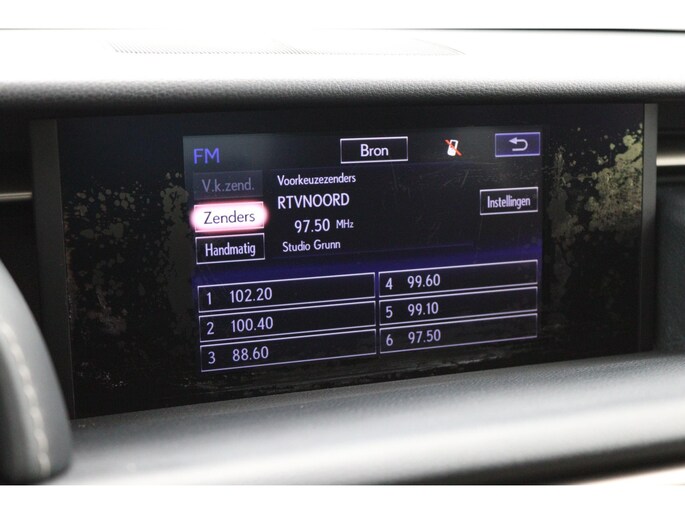 FM
Bron
V.k.zend.
Voorkeuzezenders
RTVNOORD
Zenders
Instellingen
97.50 MHz
Handmatig
Studio Grunn
1 102.20
4 99.60
2 100.40
5 99.10
3 88.60
6 97.50